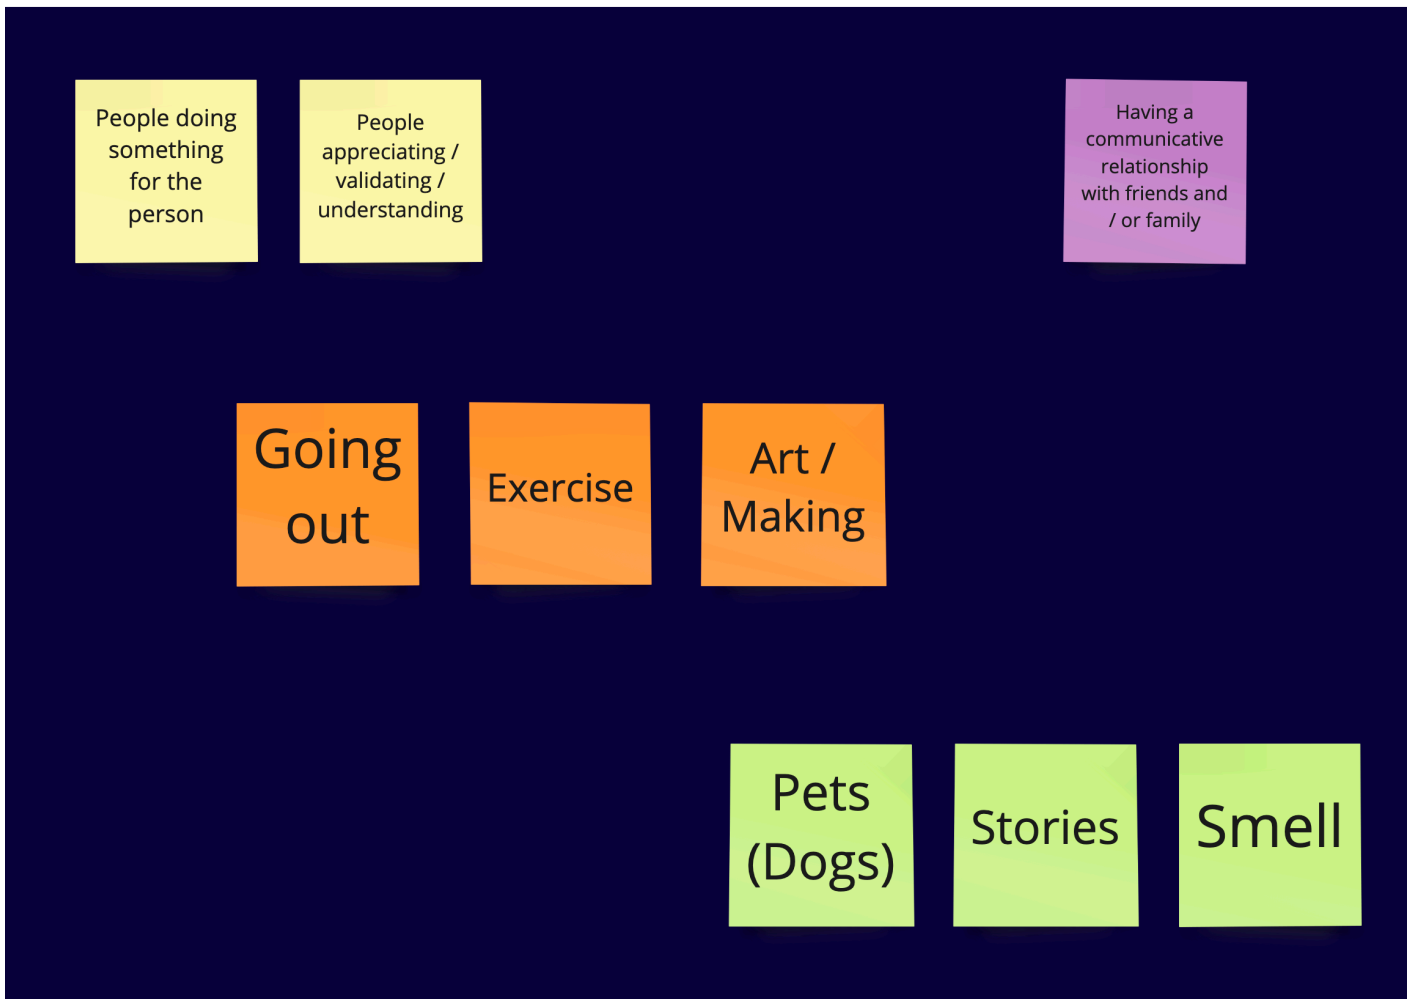 People doing
something
for the
person
People
appreciating /
validating /
understanding
Having a
communicative
relationship
with friends and
/ or family
Going
out
Exercise
Art /
Making
Pets
(Dogs)
Stories
Smell